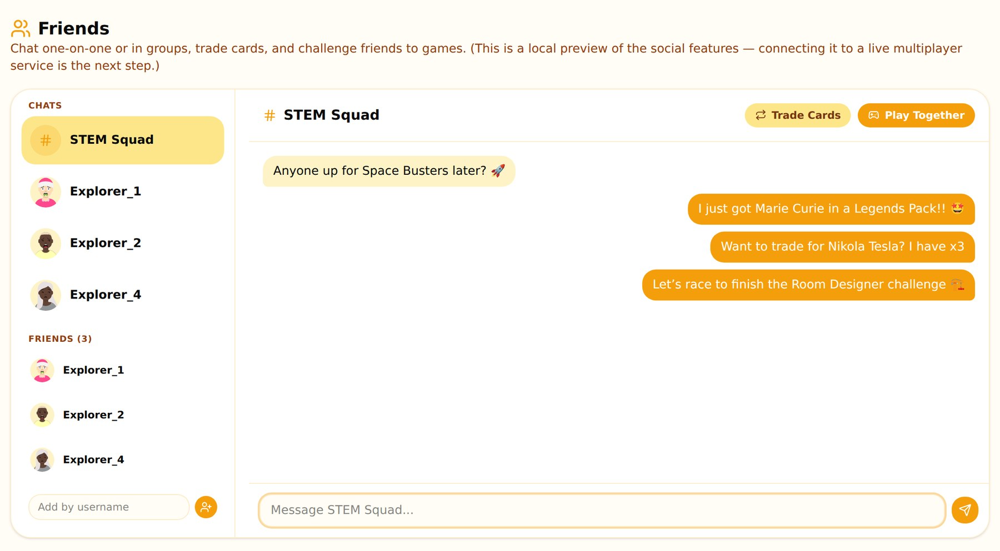 Friends
Chat one-on-one or in groups, trade cards, and challenge friends to games. (This is a local preview of the social features — connecting it to a live multiplayer
service is the next step.)
CHATS
# STEM Squad
Explorer_1
Explorer_2
Explorer_4
FRIENDS (3)
Explorer_1
Explorer_2
Explorer_4
Add by username
# STEM Squad
Trade Cards
Play Together
Anyone up for Space Busters later? 🚀
I just got Marie Curie in a Legends Pack!! 🤩
Want to trade for Nikola Tesla? I have x3
Let’s race to finish the Room Designer challenge 🏗️
Message STEM Squad...